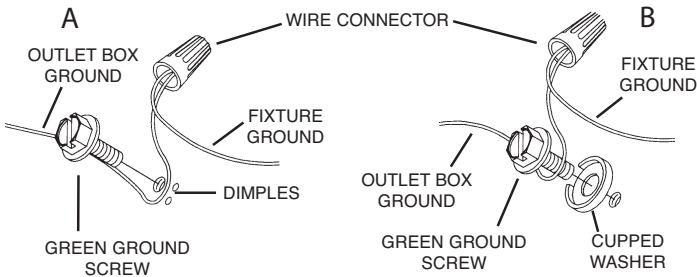 A
WIRE CONNECTOR
B
OUTLET BOX
GROUND
FIXTURE
GROUND
DIMPLES
GREEN GROUND
SCREW
FIXTURE
GROUND
OUTLET BOX
GROUND
GREEN GROUND
SCREW
CUPPED
WASHER